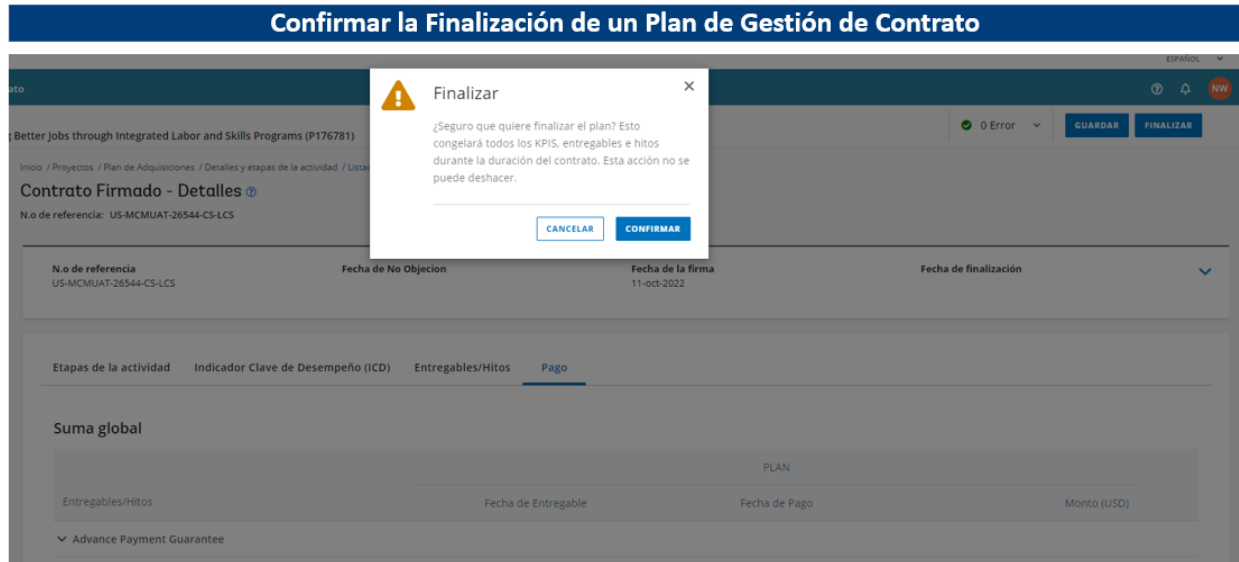 Confirmar la Finalización de un Plan de Gestión de Contrato
ESPAÑOL
ato
Finalizar
NW
¿Seguro que quiere finalizar el plan? Esto
congelará todos los KPIS, entregables e hitos
durante la duración del contrato. Esta acción no se
puede deshacer.
Better Jobs through Integrated Labor and Skills Programs (P176781)
0 Error
GUARDAR
FINALIZAR
Inicio / Proyectos / Plan de Adquisiciones / Detalles y etapas de la actividad / Listad
Contrato Firmado - Detalles
N.o de referencia: US-MCMUAT-26544-CS-LCS
CANCELAR
CONFIRMAR
N.o de referencia
US-MCMUAT-26544-CS-LCS
Fecha de No Objecion
Fecha de la firma
11-oct-2022
Fecha de finalización
Etapas de la actividad
Indicador Clave de Desempeño (ICD)
Entregables/Hitos
Pago
Suma global
PLAN
Entregables/Hitos
Fecha de Entregable
Fecha de Pago
Monto (USD)
Advance Payment Guarantee